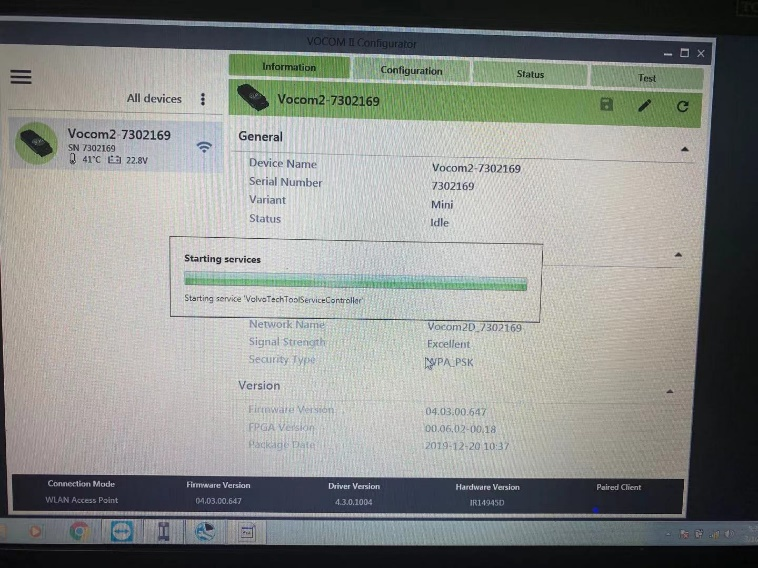 VOCOM II Configurator
Information
Configuration
Status
Test
All devices
Vocom2-7302169
Vocom2-7302169
SN 7302169
41°C 22.8V
General
Device Name Vocom2-7302169
Serial Number 7302169
Variant Mini
Status Idle
Starting services
Starting service 'VolvoTechToolServiceController'
Network Name Vocom2D_7302169
Signal Strength Excellent
Security Type WPA_PSK
Version
Firmware Version 04.03.00.647
FPGA Version 00.06.02-00.18
Package Date 2019-12-20 10:37
Connection Mode Firmware Version Driver Version Hardware Version Paired Client
WLAN Access Point 04.03.00.647 4.3.0.1004 IR14945D